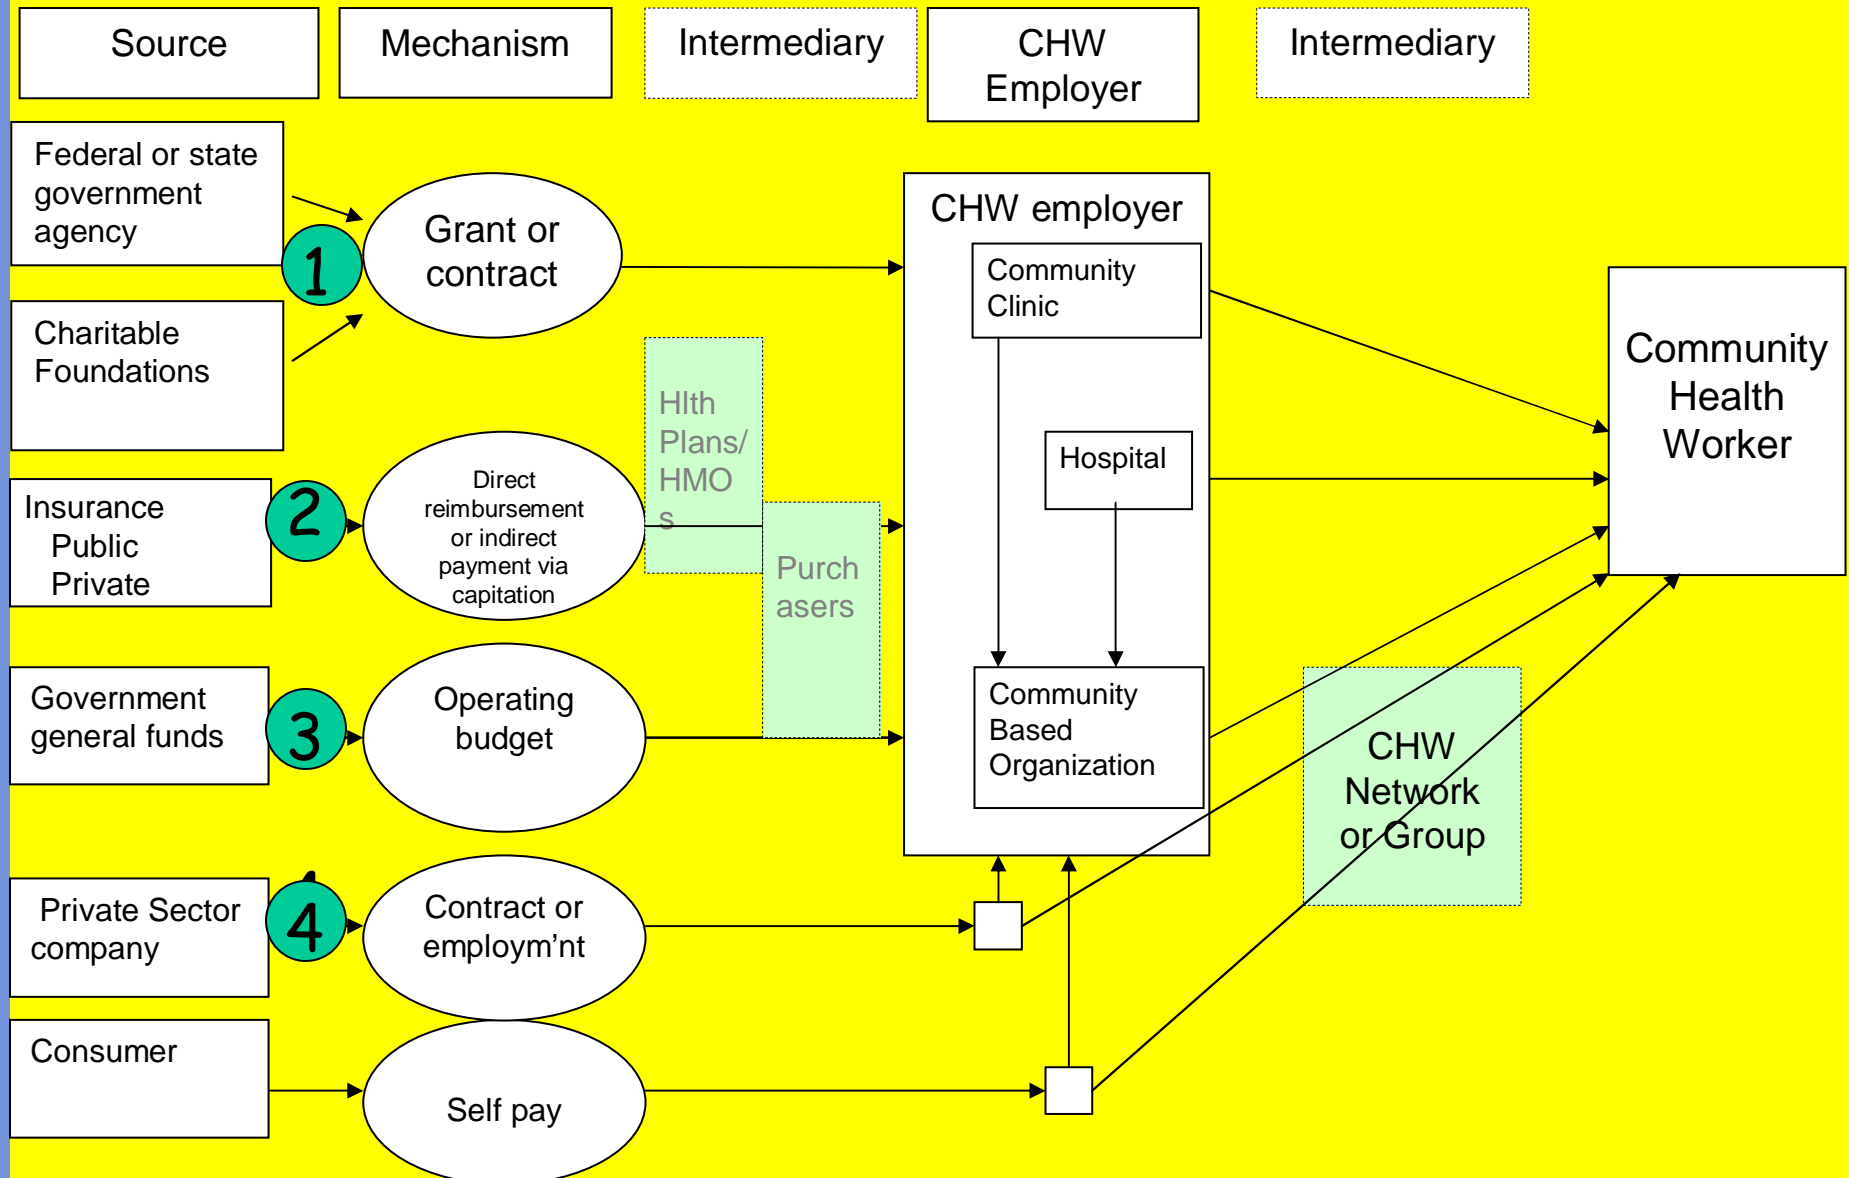 Source
Mechanism
Intermediary
CHW
Employer
Intermediary
Federal or state
government
agency
1
Grant or
contract
Charitable
Foundations
Insurance
Public
Private
2
Direct
reimbursement
or indirect
payment via
capitation
Hlth
Plans/
HMO
s
Purch
asers
Government
general funds
3
Operating
budget
Private Sector
company
4
Contract or
employm'nt
Consumer
Self pay
CHW employer
Community
Clinic
Hospital
Community
Based
Organization
CHW
Network
or Group
Community
Health
Worker